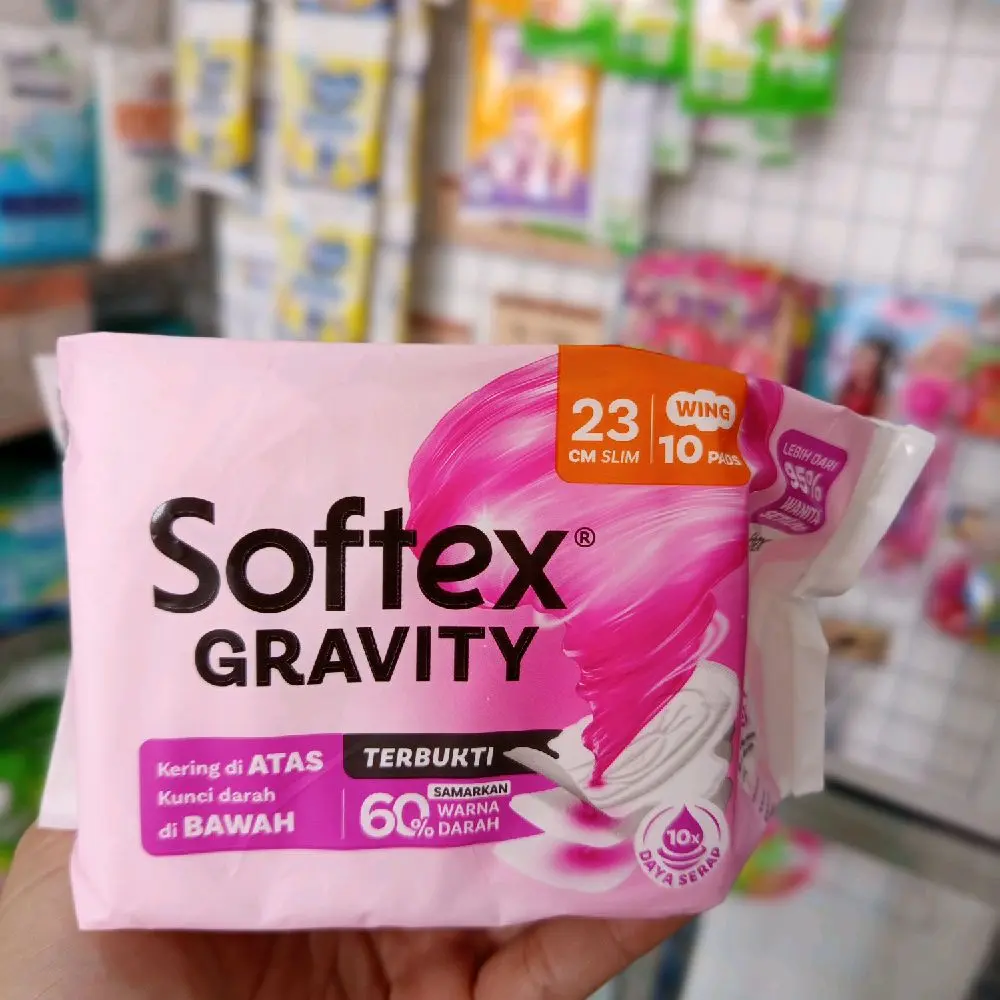 23
CM SLIM
WING
10 PADS
LEBIH DARI
95%
WANITA
Softex®
GRAVITY
Kering di ATAS
Kunci darah
di BAWAH
TERBUKTI
60%
SAMARKAN
WARNA
DARAH
10x
DAYA SERAP